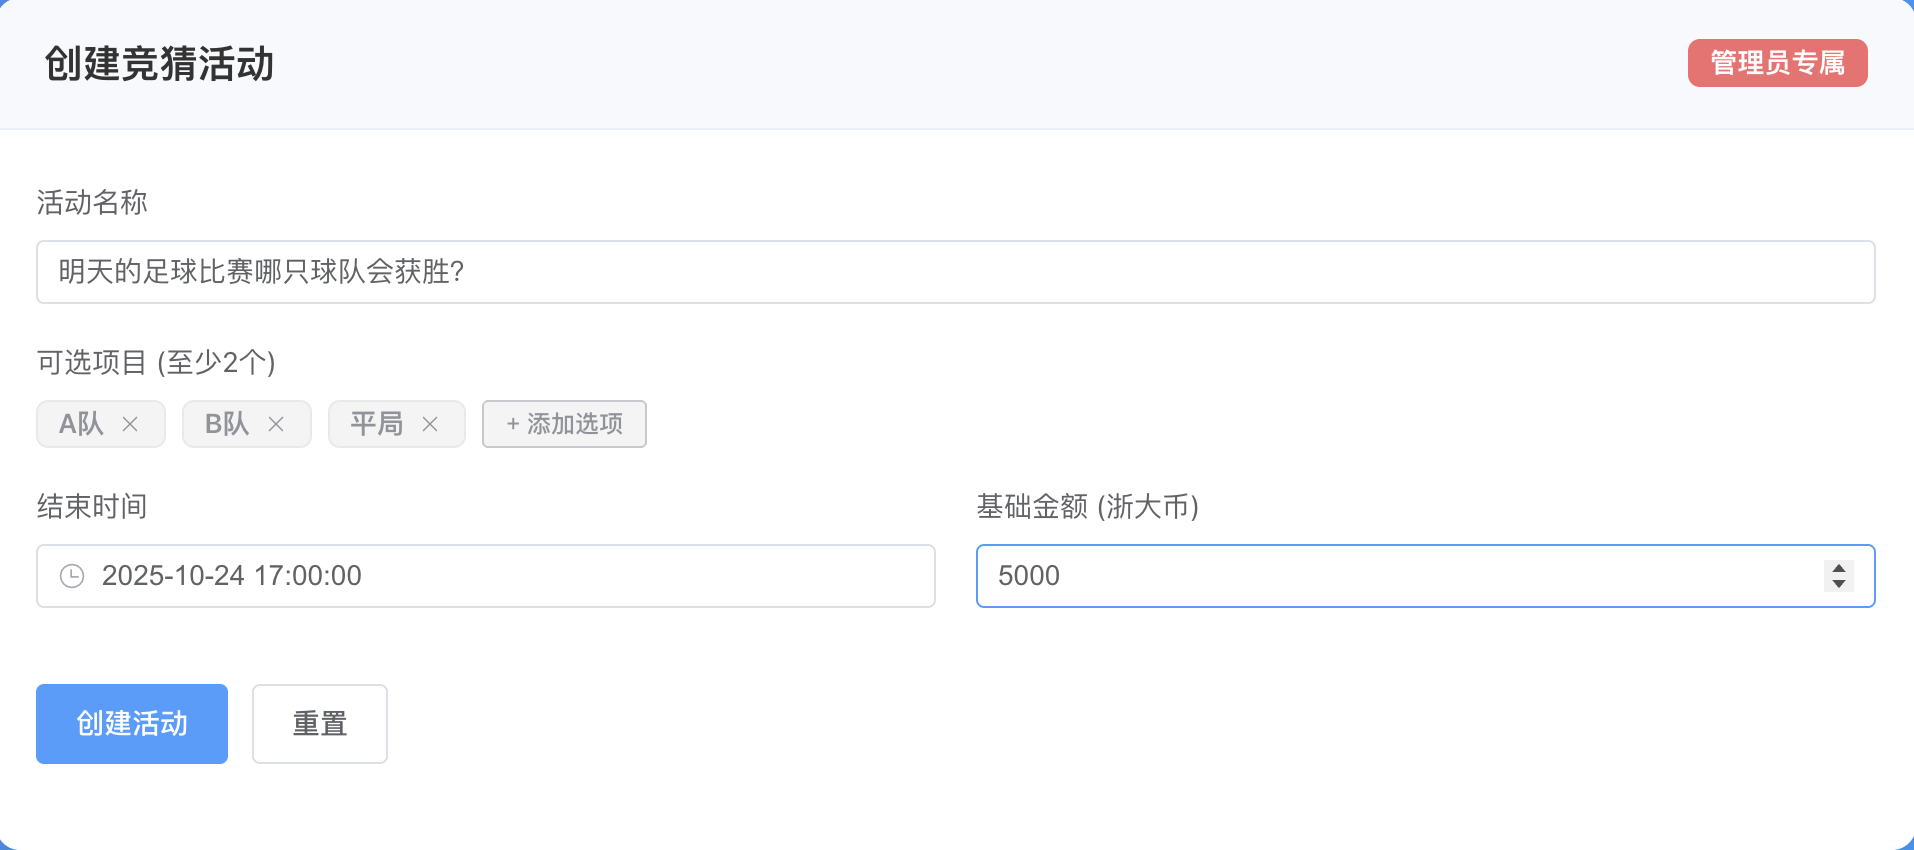 创建竞猜活动
管理员专属
活动名称
明天的足球比赛哪只球队会获胜?
可选项目 (至少2个)
A队 × B队 × 平局 × + 添加选项
结束时间
基础金额 (浙大币)
2025-10-24 17:00:00
5000
创建活动 重置